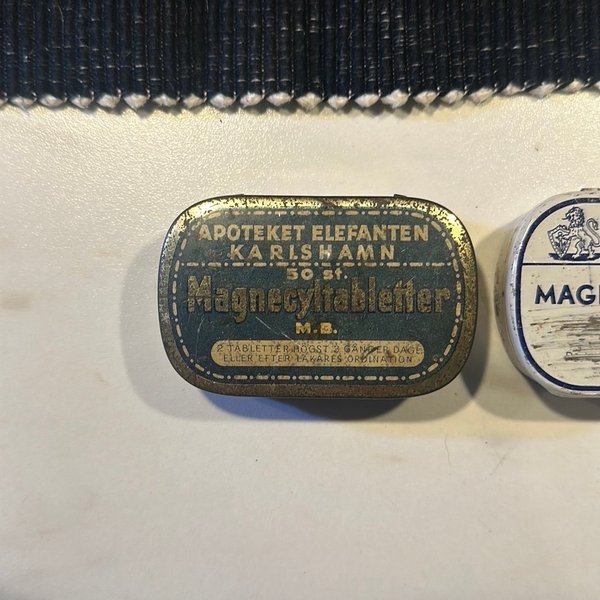 APOTEKET ELEFANTEN
KARLSHAMN
50 st.
Magnecyltabletter
M.B.
2 TABLETTER HÖGST 3 GÅNGER DAGL.
ELLER EFTER LÄKARES ORDINATION
MAG